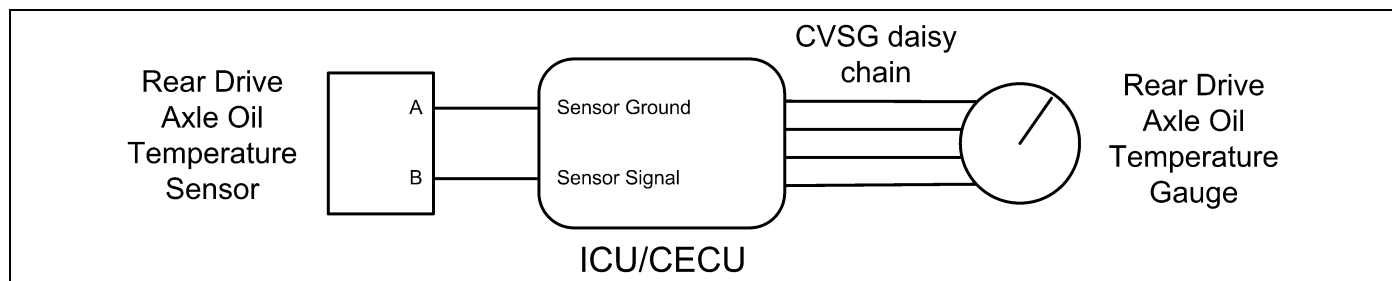 Rear Drive
Axle Oil
Temperature
Sensor
A
B
Sensor Ground
Sensor Signal
ICU/CECU
CVSG daisy
chain
Rear Drive
Axle Oil
Temperature
Gauge